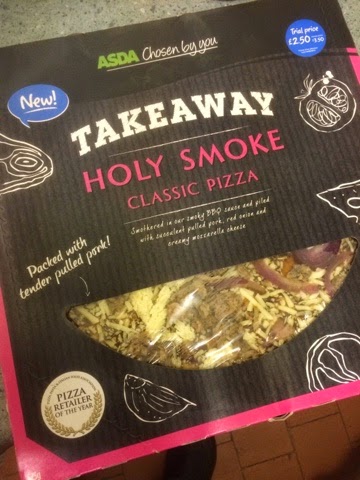 ASDA Chosen by you
Trial price
£2.50
New!
TAKEAWAY
HOLY SMOKE
CLASSIC PIZZA
Smothered in our smoky BBQ sauce and piled
with succulent pulled pork, red onion and
creamy mozzarella cheese
Packed with
tender pulled pork!
PIZZA
RETAILER
OF THE YEAR